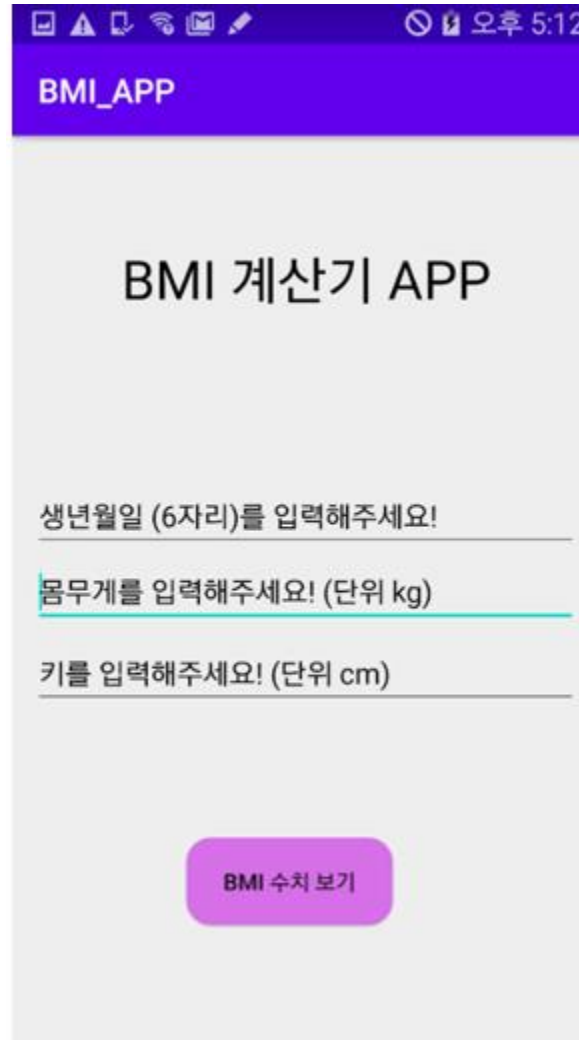 오후 5:12
BMI_APP
BMI 계산기 APP
생년월일 (6자리)를 입력해주세요!
몸무게를 입력해주세요! (단위 kg)
키를 입력해주세요! (단위 cm)
BMI 수치 보기